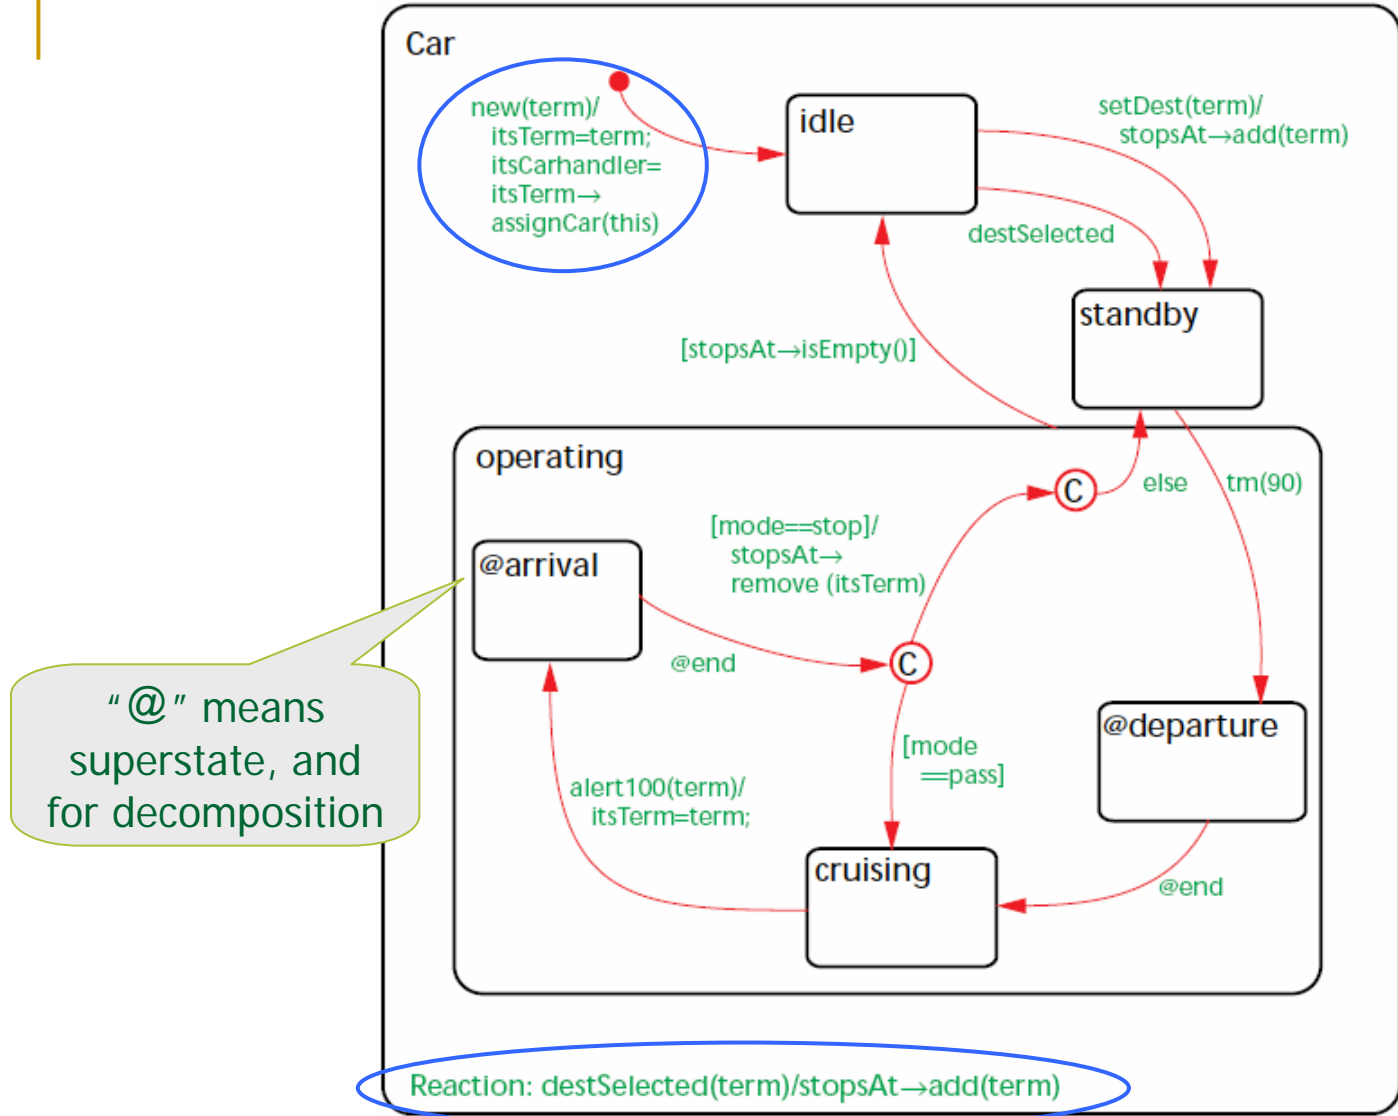 Car
new(term)/
itsTerm=term;
itsCarhandler=
itsTerm→
assignCar(this)
idle
setDest(term)/
stopsAt→add(term)
destSelected
standby
[stopsAt→isEmpty()]
operating
C
else
tm(90)
[mode==stop]/
stopsAt→
remove (itsTerm)
@arrival
@end
C
"@" means
superstate, and
for decomposition
@departure
[mode
==pass]
alert100(term)/
itsTerm=term;
cruising
@end
Reaction: destSelected(term)/stopsAt→add(term)